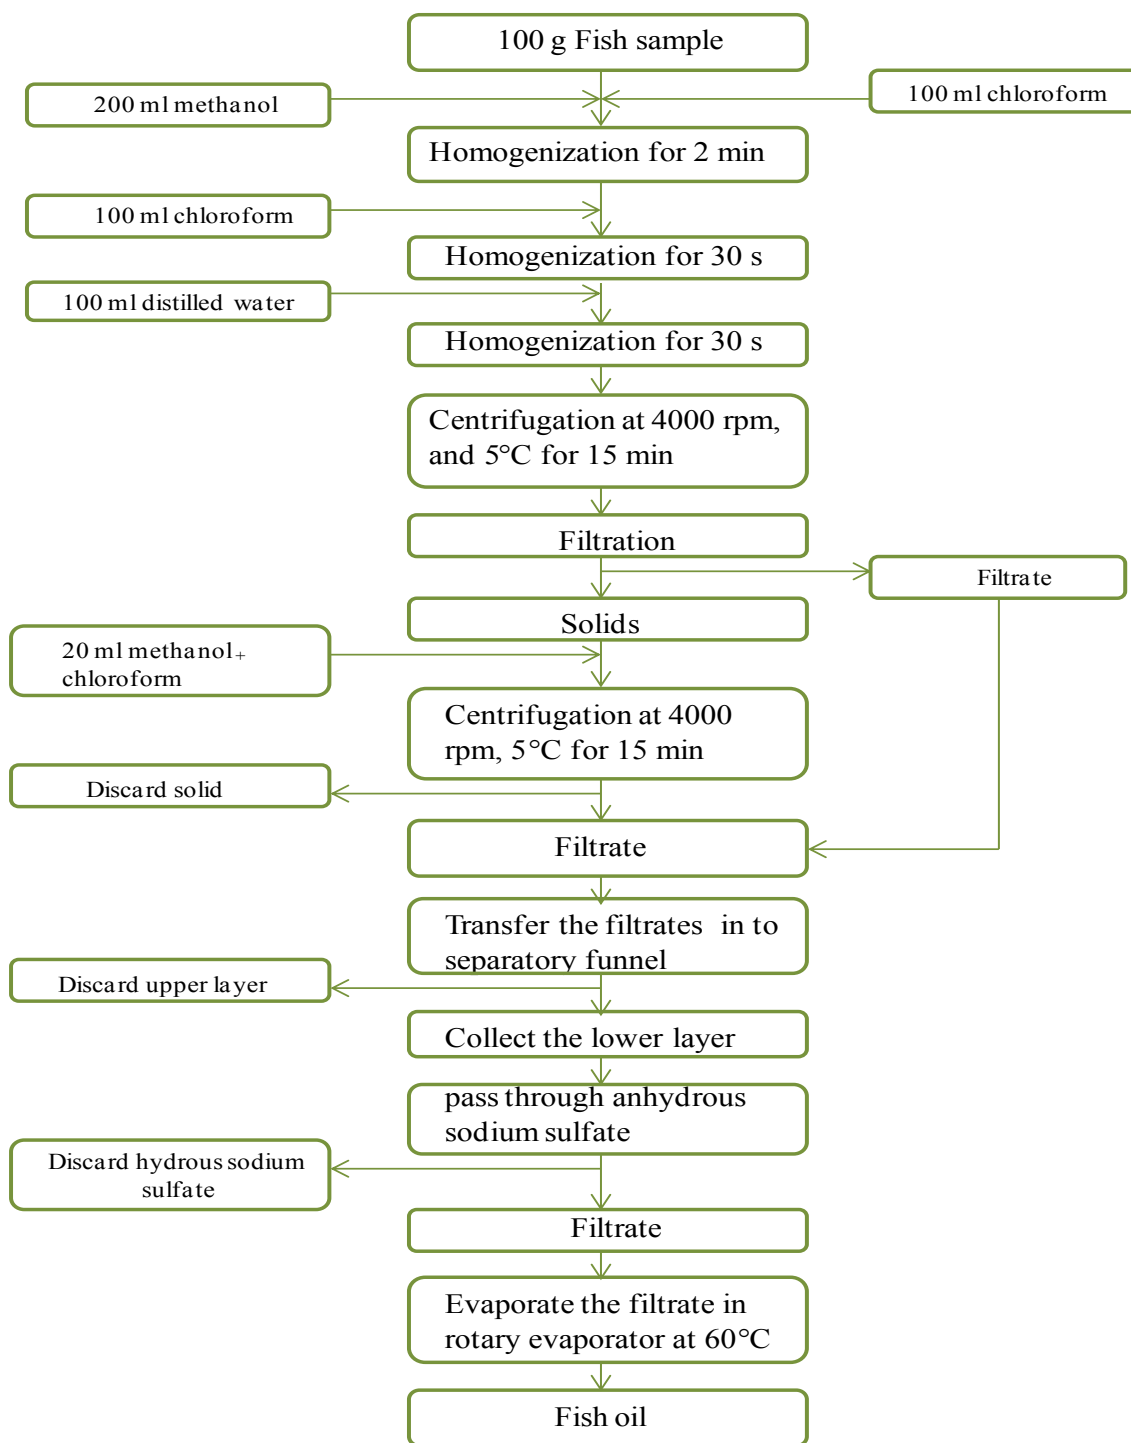 100 g Fish sample
200 ml methanol
100 ml chloroform
Homogenization for 2 min
100 ml chloroform
Homogenization for 30 s
100 ml distilled water
Homogenization for 30 s
Centrifugation at 4000 rpm,
and 5°C for 15 min
Filtration
Filtrate
Solids
20 ml methanol+
chloroform
Centrifugation at 4000
rpm, 5°C for 15 min
Discard solid
Filtrate
Transfer the filtrates in to
separatory funnel
Discard upper layer
Collect the lower layer
pass through anhydrous
sodium sulfate
Discard hydrous sodium
sulfate
Filtrate
Evaporate the filtrate in
rotary evaporator at 60°C
Fish oil